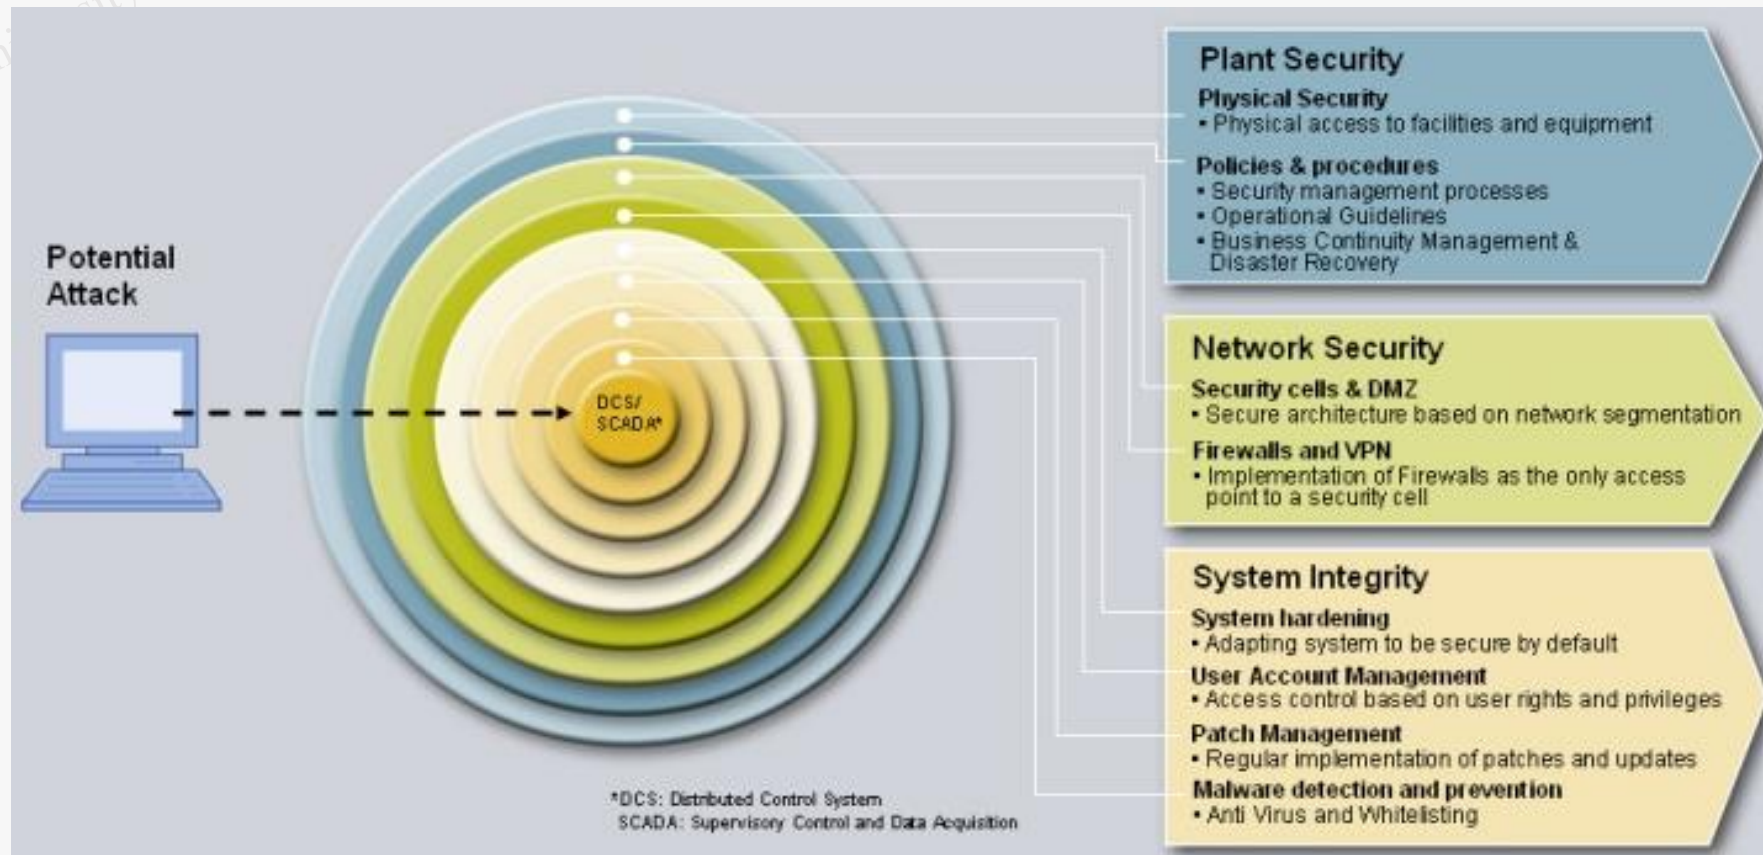 Potential
Attack
DCS/
SCADA*
*DCS: Distributed Control System
SCADA: Supervisory Control and Data Acquisition
Plant Security
Physical Security
▪ Physical access to facilities and equipment
Policies & procedures
▪ Security management processes
▪ Operational Guidelines
▪ Business Continuity Management &
Disaster Recovery
Network Security
Security cells & DMZ
▪ Secure architecture based on network segmentation
Firewalls and VPN
▪ Implementation of Firewalls as the only access
point to a security cell
System Integrity
System hardening
▪ Adapting system to be secure by default
User Account Management
▪ Access control based on user rights and privileges
Patch Management
▪ Regular implementation of patches and updates
Malware detection and prevention
▪ Anti Virus and Whitelisting